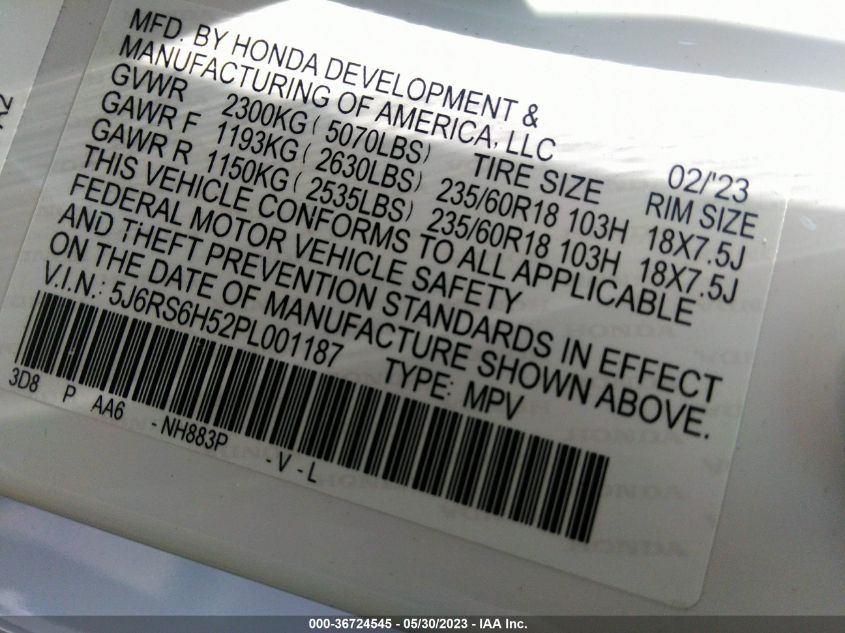 MFD. BY HONDA DEVELOPMENT &
MANUFACTURING OF AMERICA, LLC
02/'23
GVWR 2300KG ( 5070LBS) TIRE SIZE RIM SIZE
GAWR F 1193KG ( 2630LBS) 235/60R18 103H 18X7.5J
GAWR R 1150KG ( 2535LBS) 235/60R18 103H 18X7.5J
THIS VEHICLE CONFORMS TO ALL APPLICABLE
FEDERAL MOTOR VEHICLE SAFETY
AND THEFT PREVENTION STANDARDS IN EFFECT
ON THE DATE OF MANUFACTURE SHOWN ABOVE.
V.I.N.: 5J6RS6H52PL001187 TYPE: MPV
3D8 P AA6 - NH883P - V - L
HONDA
HONDA
000-36724545 - 05/30/2023 - IAA Inc.